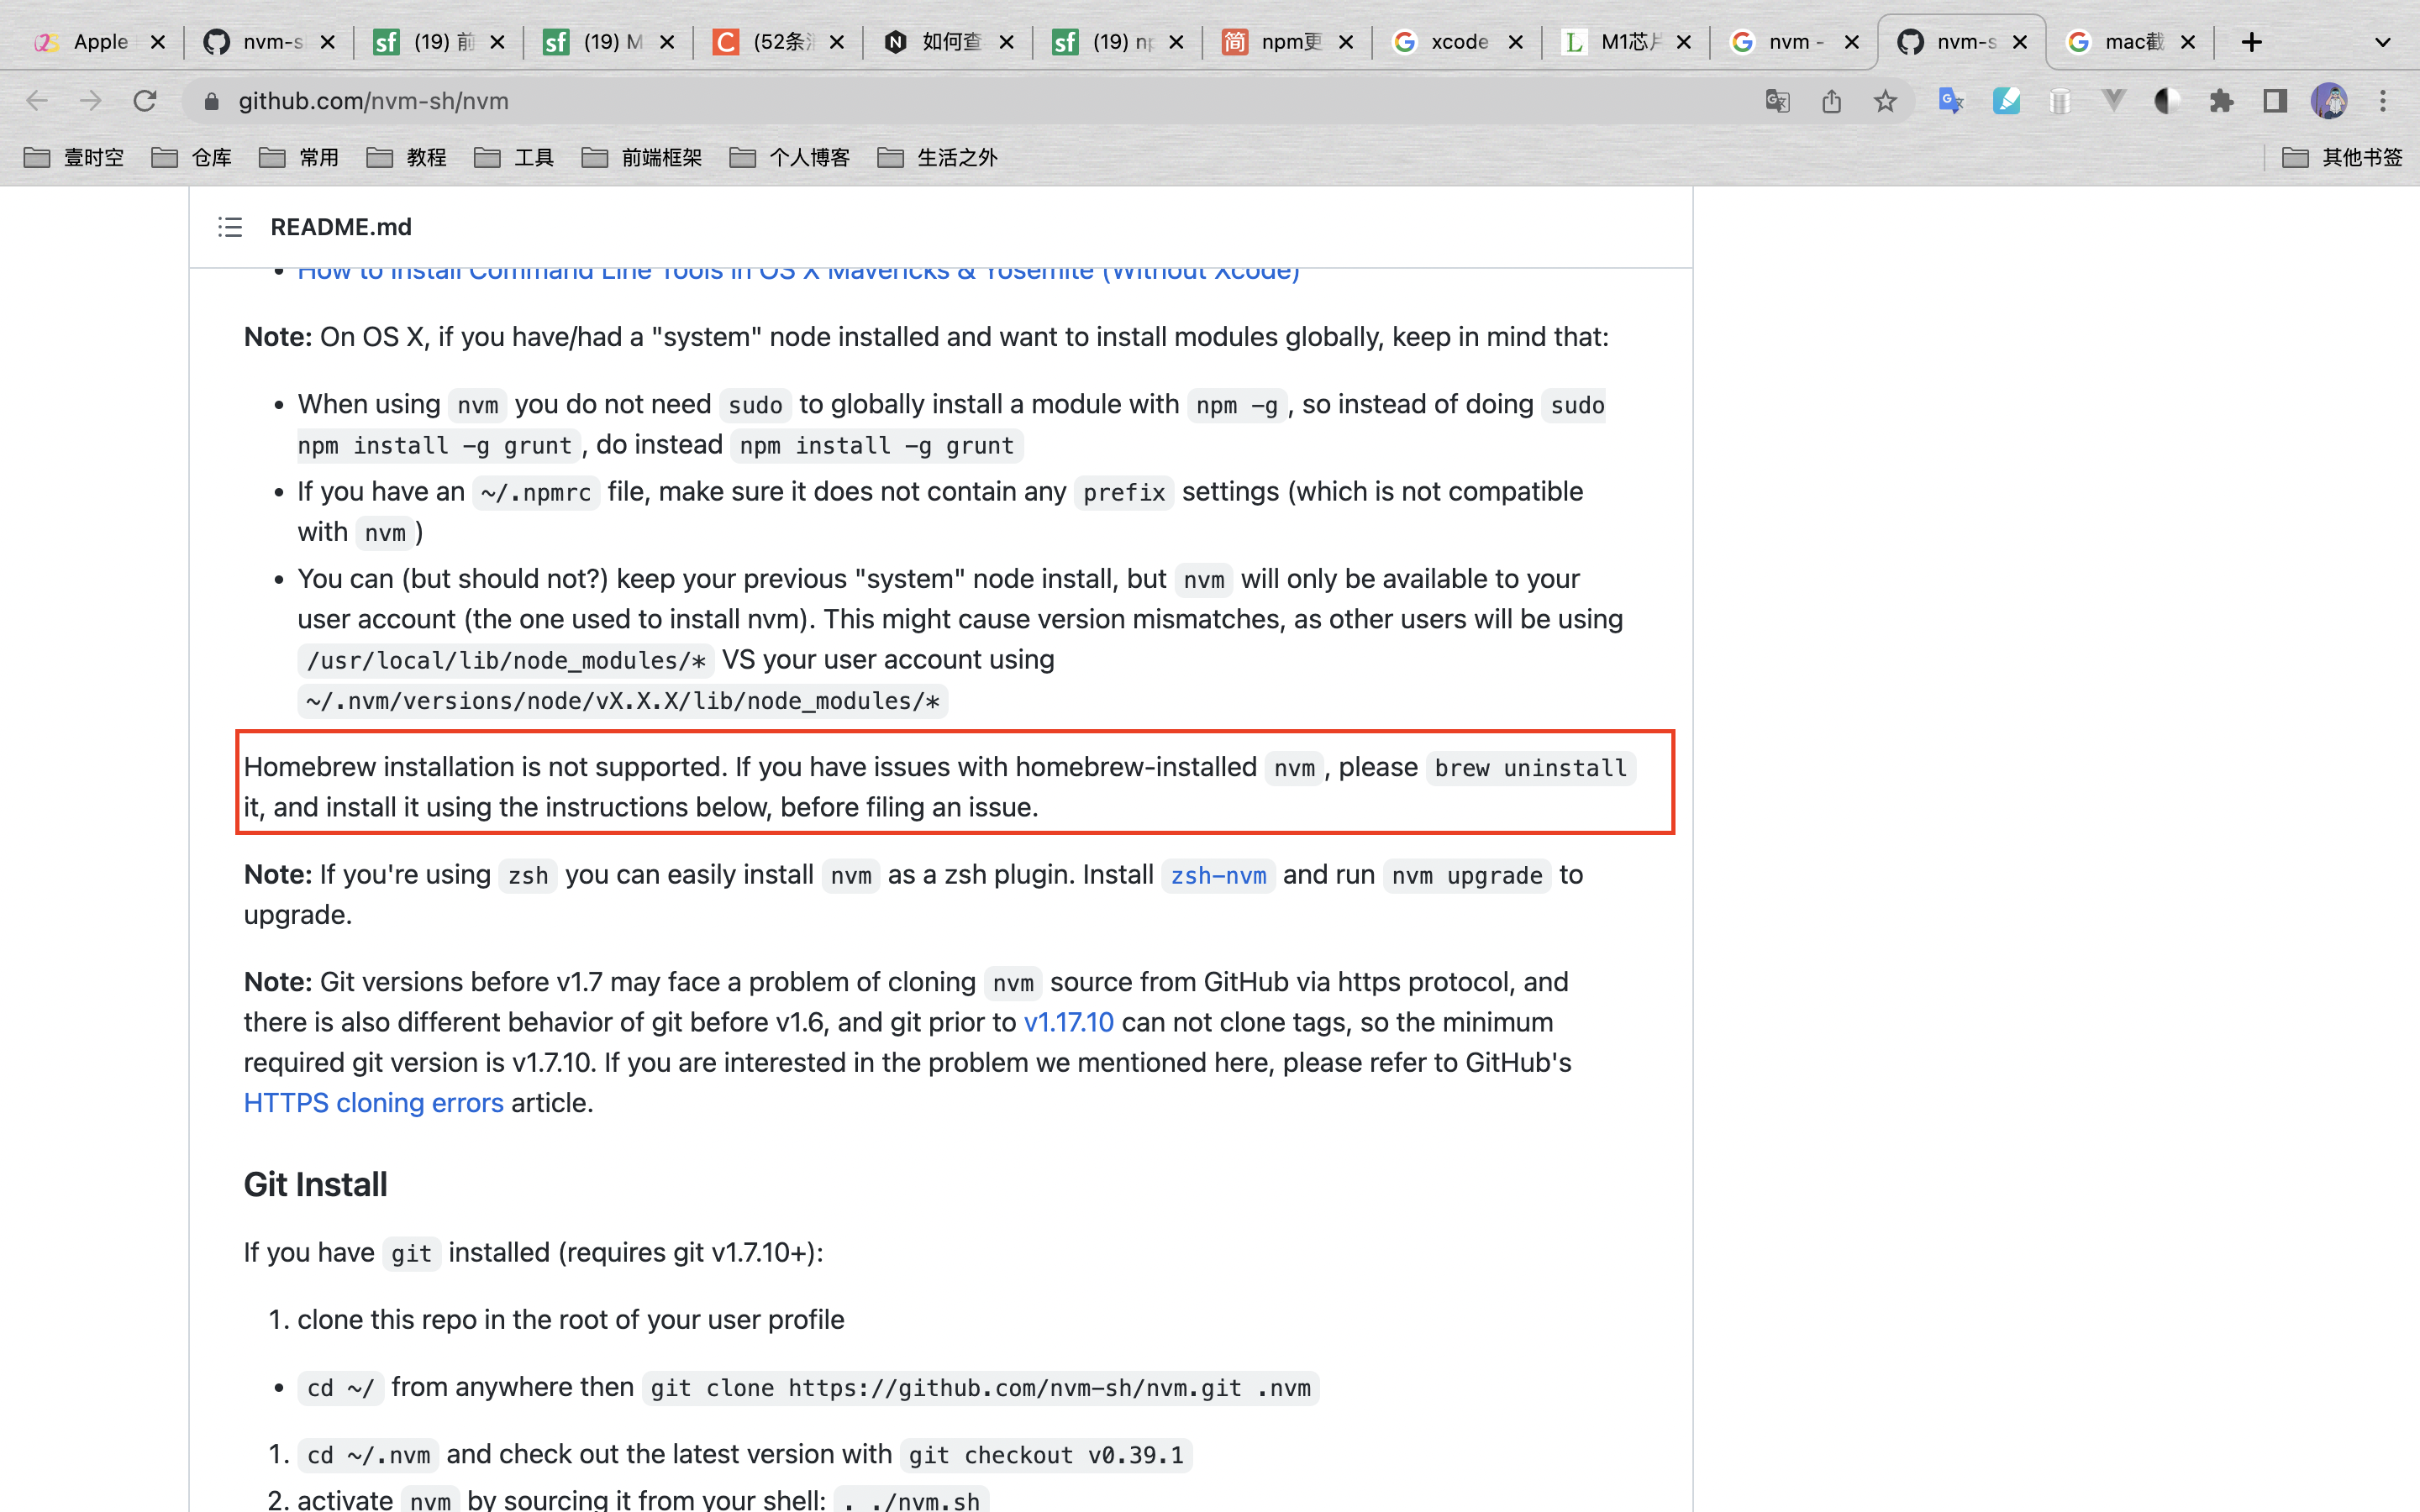 Apple
nvm-s
(19) 前
(19) M
(52条消
如何查
(19) np
npm更
xcode
M1芯片
nvm -
nvm-s
mac截
github.com/nvm-sh/nvm
壹时空 仓库 常用 教程 工具 前端框架 个人博客 生活之外 其他书签
README.md
How to Install Command Line Tools in OS X Mavericks & Yosemite (Without Xcode)
Note: On OS X, if you have/had a "system" node installed and want to install modules globally, keep in mind that:
• When using nvm you do not need sudo to globally install a module with npm -g , so instead of doing sudo
npm install -g grunt , do instead npm install -g grunt
• If you have an ~/.npmrc file, make sure it does not contain any prefix settings (which is not compatible
with nvm )
• You can (but should not?) keep your previous "system" node install, but nvm will only be available to your
user account (the one used to install nvm). This might cause version mismatches, as other users will be using
/usr/local/lib/node_modules/* VS your user account using
~/.nvm/versions/node/vX.X.X/lib/node_modules/*
Homebrew installation is not supported. If you have issues with homebrew-installed nvm , please brew uninstall
it, and install it using the instructions below, before filing an issue.
Note: If you're using zsh you can easily install nvm as a zsh plugin. Install zsh-nvm and run nvm upgrade to
upgrade.
Note: Git versions before v1.7 may face a problem of cloning nvm source from GitHub via https protocol, and
there is also different behavior of git before v1.6, and git prior to v1.17.10 can not clone tags, so the minimum
required git version is v1.7.10. If you are interested in the problem we mentioned here, please refer to GitHub's
HTTPS cloning errors article.
Git Install
If you have git installed (requires git v1.7.10+):
1. clone this repo in the root of your user profile
• cd ~/ from anywhere then git clone https://github.com/nvm-sh/nvm.git .nvm
1. cd ~/.nvm and check out the latest version with git checkout v0.39.1
2. activate nvm by sourcing it from your shell: . ./nvm.sh